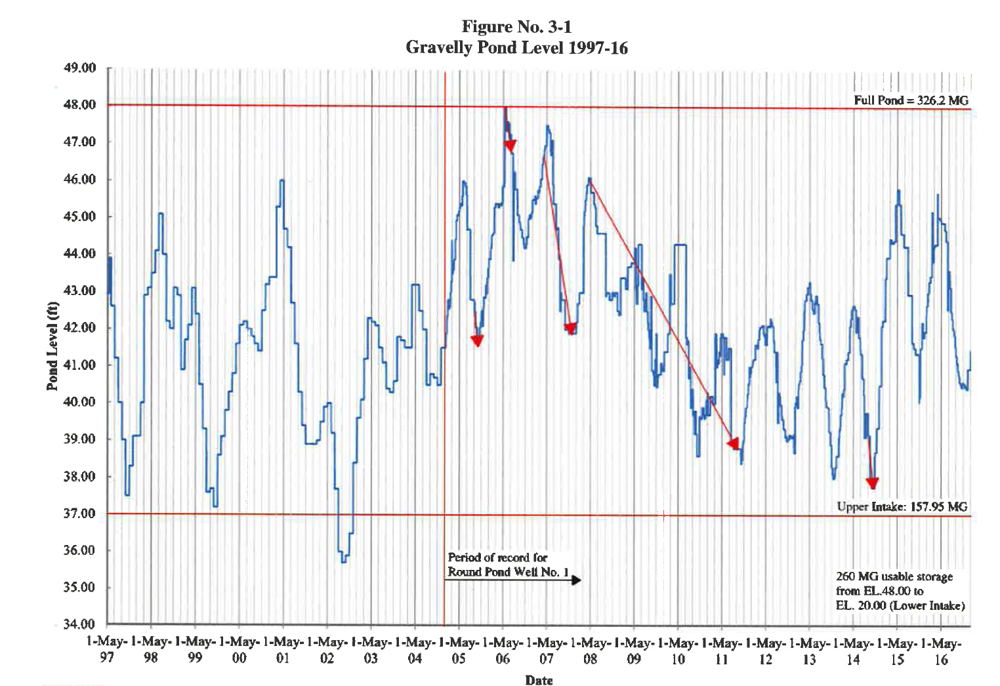 Figure No. 3-1
Gravelly Pond Level 1997-16
49.00
48.00
47.00
46.00
45.00
44.00
43.00
42.00
41.00
40.00
39.00
38.00
37.00
36.00
35.00
34.00
Pond Level (ft)
Full Pond = 326.2 MG
Upper Intake: 157.95 MG
Period of record for
Round Pond Well No. 1
260 MG usable storage
from EL.48.00 to
EL. 20.00 (Lower Intake)
1-May- 1-May- 1-May- 1-May- 1-May- 1-May- 1-May- 1-May- 1-May- 1-May- 1-May- 1-May- 1-May- 1-May- 1-May- 1-May- 1-May- 1-May- 1-May- 1-May-
97 98 99 00 01 02 03 04 05 06 07 08 09 10 11 12 13 14 15 16
Date